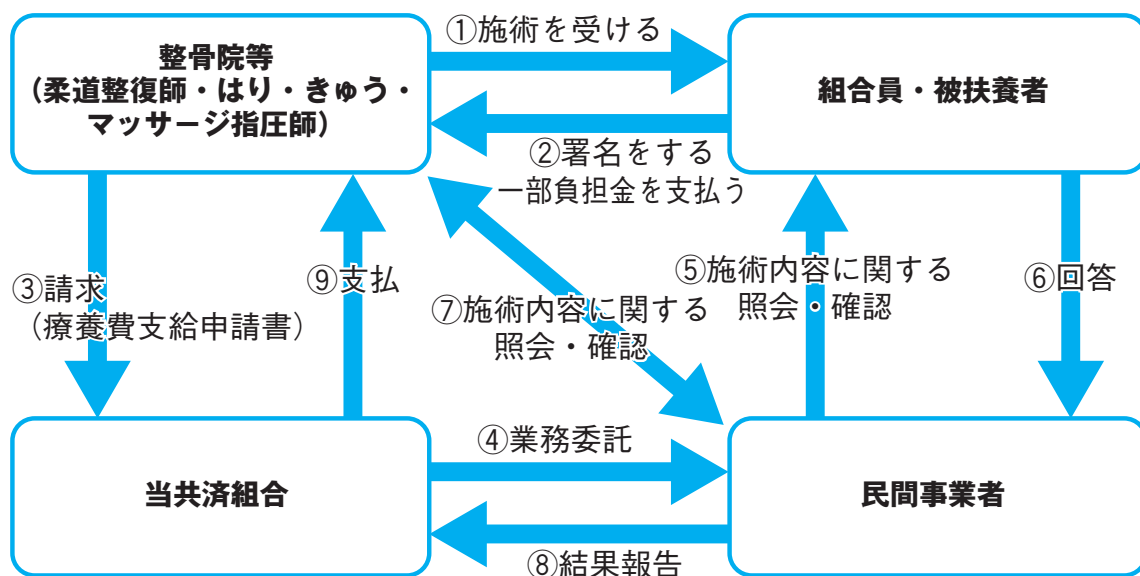 整骨院等
（柔道整復師・はり・きゅう・
マッサージ指圧師）
①施術を受ける
組合員・被扶養者
②署名をする
一部負担金を支払う
③請求
（療養費支給申請書）
⑨支払
⑦施術内容に関する
照会・確認
⑤施術内容に関する
照会・確認
⑥回答
当共済組合
④業務委託
民間事業者
⑧結果報告